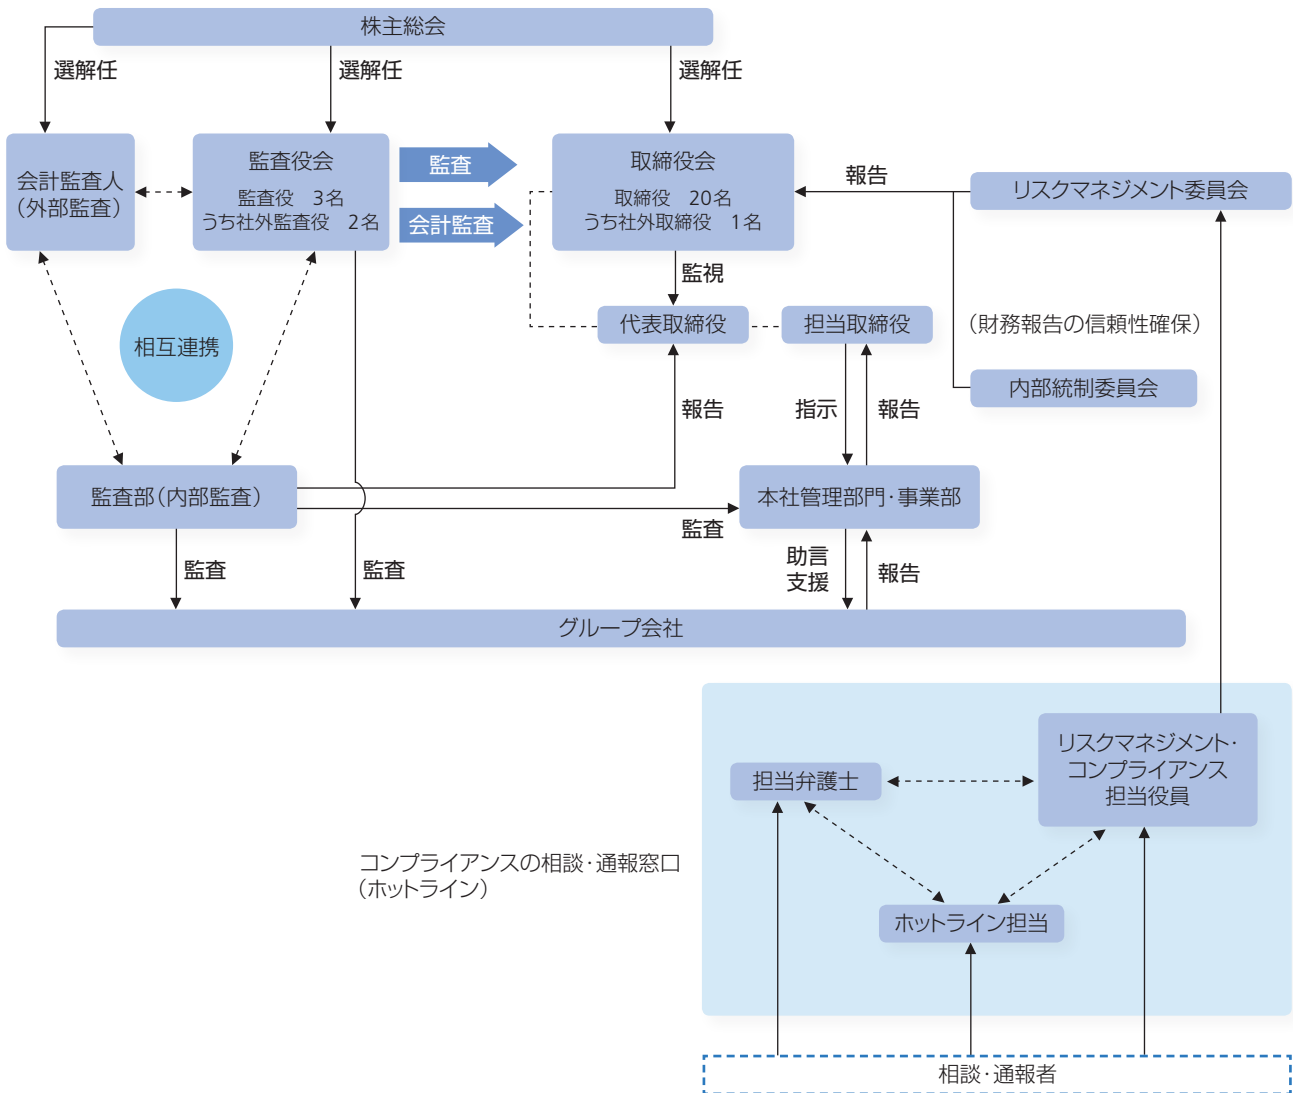 株主総会
選解任
選解任
選解任
会計監査人
（外部監査）
監査役会
監査役　3名
うち社外監査役　2名
監査
会計監査
取締役会
取締役　20名
うち社外取締役　1名
報告
リスクマネジメント委員会
監視
代表取締役
担当取締役
（財務報告の信頼性確保）
相互連携
内部統制委員会
報告
指示
報告
監査部（内部監査）
本社管理部門・事業部
監査
監査
監査
助言
支援
報告
グループ会社
リスクマネジメント・
コンプライアンス
担当役員
担当弁護士
コンプライアンスの相談・通報窓口
（ホットライン）
ホットライン担当
相談・通報者